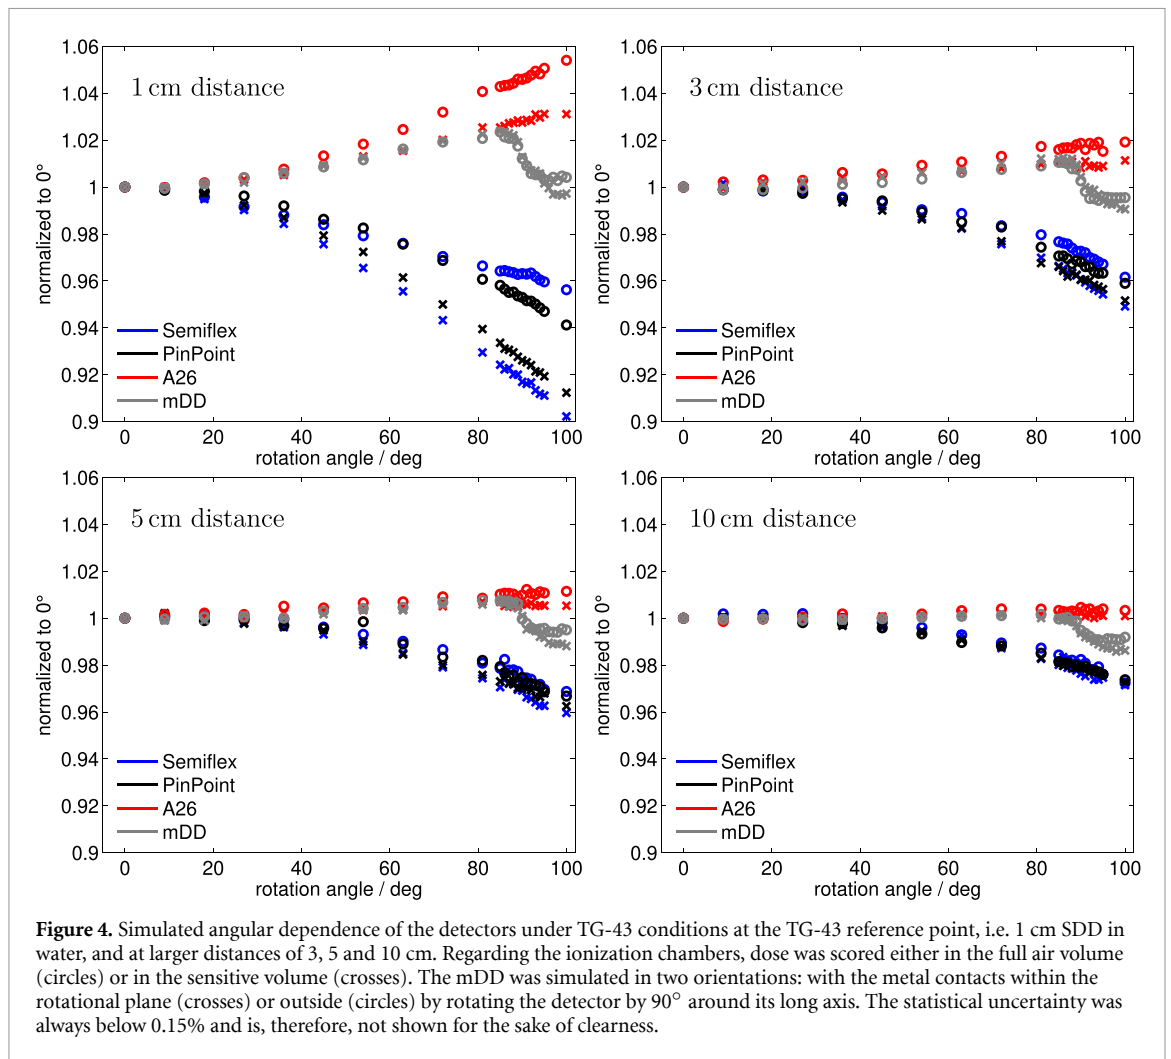 1 cm distance
1.06
1.04
1.02
1
0.98
0.96
0.94
0.92
0.9
normalized to 0°
Semiflex
PinPoint
A26
mDD
0 20 40 60 80 100
rotation angle / deg
3 cm distance
1.06
1.04
1.02
1
0.98
0.96
0.94
0.92
0.9
normalized to 0°
Semiflex
PinPoint
A26
mDD
0 20 40 60 80 100
rotation angle / deg
5 cm distance
1.06
1.04
1.02
1
0.98
0.96
0.94
0.92
0.9
normalized to 0°
Semiflex
PinPoint
A26
mDD
0 20 40 60 80 100
rotation angle / deg
10 cm distance
1.06
1.04
1.02
1
0.98
0.96
0.94
0.92
0.9
normalized to 0°
Semiflex
PinPoint
A26
mDD
0 20 40 60 80 100
rotation angle / deg
Figure 4. Simulated angular dependence of the detectors under TG-43 conditions at the TG-43 reference point, i.e. 1 cm SDD in
water, and at larger distances of 3, 5 and 10 cm. Regarding the ionization chambers, dose was scored either in the full air volume
(circles) or in the sensitive volume (crosses). The mDD was simulated in two orientations: with the metal contacts within the
rotational plane (crosses) or outside (circles) by rotating the detector by 90° around its long axis. The statistical uncertainty was
always below 0.15% and is, therefore, not shown for the sake of clearness.